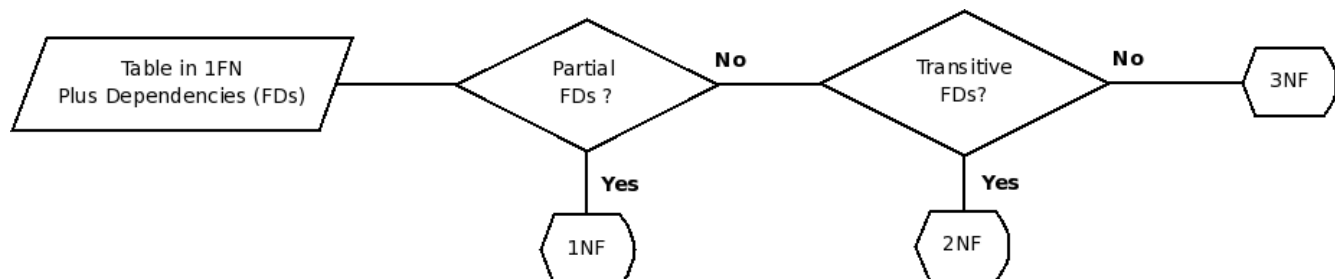 Table in 1FN
Plus Dependencies (FDs)
Partial
FDs ?
No
Transitive
FDs?
No
3NF
Yes
1NF
Yes
2NF